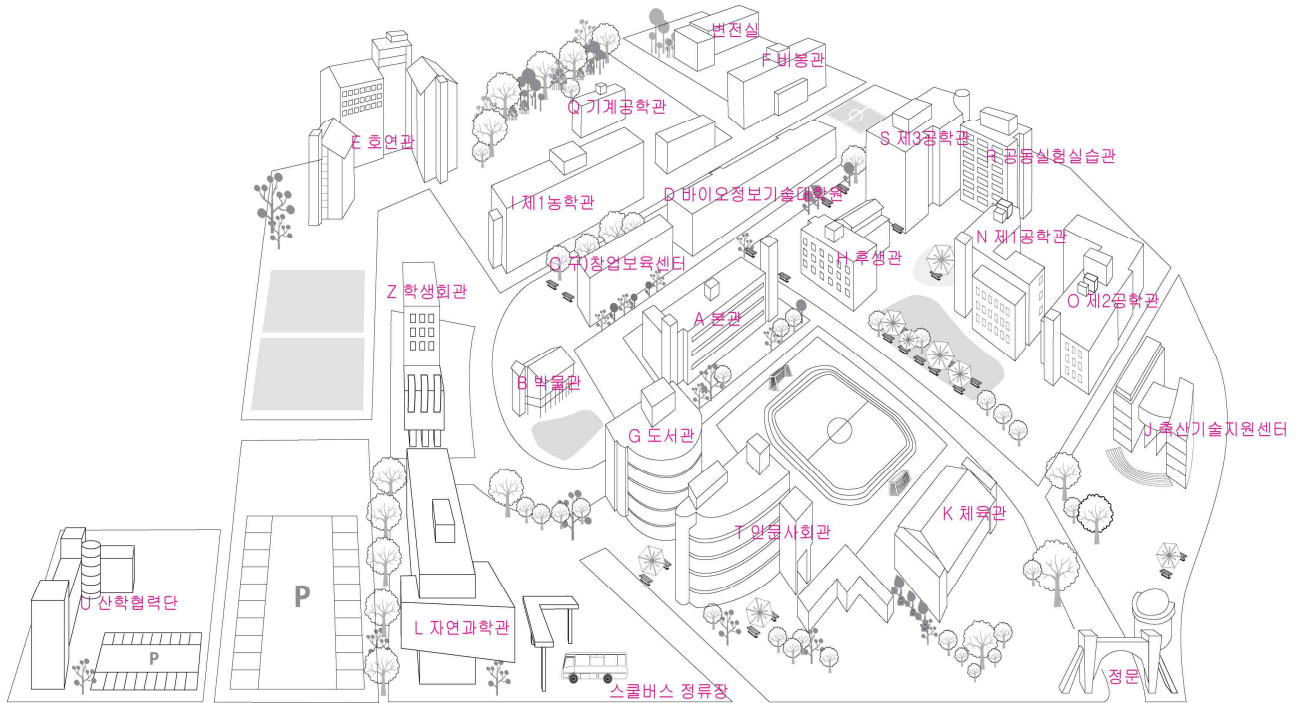 변전실
F 비봉관
Q 기계공학관
E 호연관
S 제3공학관
R 공동실험실습관
I 제1농학관
D 바이오정보기술대학원
N 제1공학관
H 후생관
C 구)창업보육센터
Z 학생회관
O 제2공학관
A 본관
B 박물관
G 도서관
J 축산기술지원센터
K 체육관
T 인문사회관
P
U 산학협력단
L 자연과학관
P
정문
스쿨버스 정류장